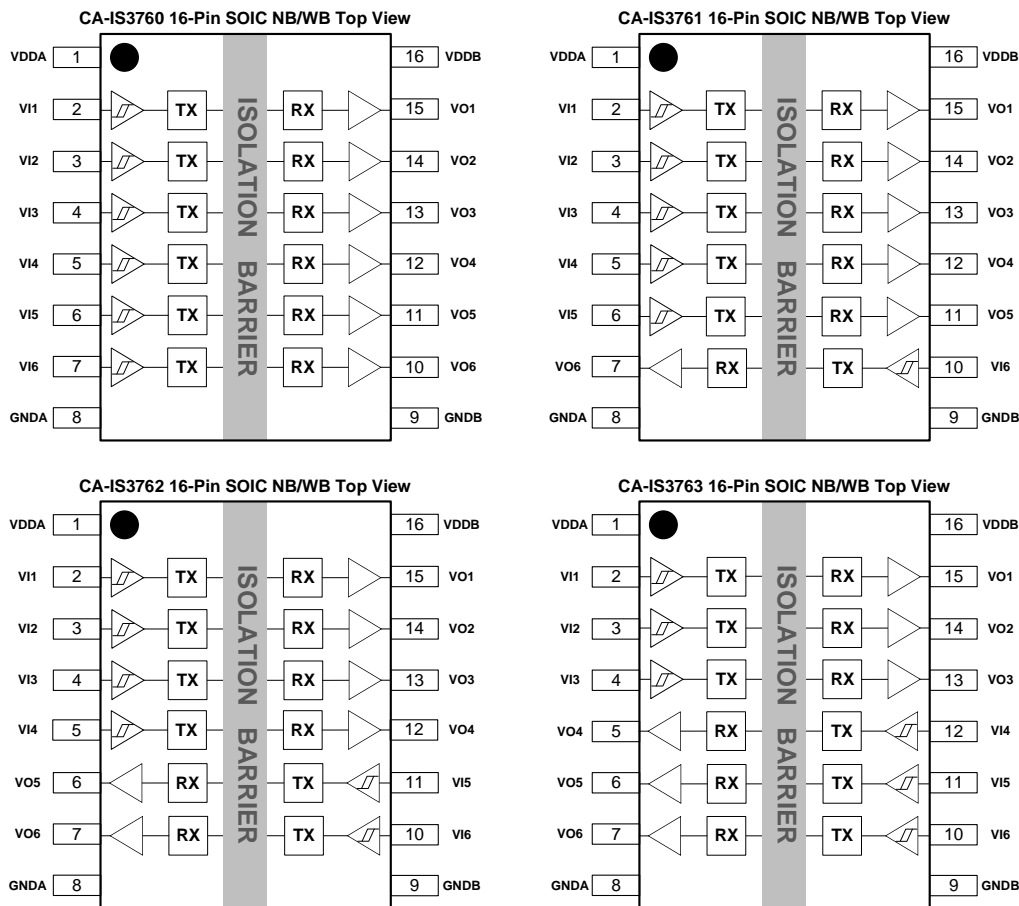 CA-IS3760 16-Pin SOIC NB/WB Top View
VDDA 1 16 VDDB
VI1 2 TX RX 15 VO1
VI2 3 TX RX 14 VO2
VI3 4 TX RX 13 VO3
VI4 5 TX RX 12 VO4
VI5 6 TX RX 11 VO5
VI6 7 TX RX 10 VO6
GNDA 8 9 GNDB
ISOLATION BARRIER
CA-IS3761 16-Pin SOIC NB/WB Top View
VDDA 1 16 VDDB
VI1 2 TX RX 15 VO1
VI2 3 TX RX 14 VO2
VI3 4 TX RX 13 VO3
VI4 5 TX RX 12 VO4
VI5 6 TX RX 11 VO5
VO6 7 RX TX 10 VI6
GNDA 8 9 GNDB
ISOLATION BARRIER
CA-IS3762 16-Pin SOIC NB/WB Top View
VDDA 1 16 VDDB
VI1 2 TX RX 15 VO1
VI2 3 TX RX 14 VO2
VI3 4 TX RX 13 VO3
VI4 5 TX RX 12 VO4
VO5 6 RX TX 11 VI5
VO6 7 RX TX 10 VI6
GNDA 8 9 GNDB
ISOLATION BARRIER
CA-IS3763 16-Pin SOIC NB/WB Top View
VDDA 1 16 VDDB
VI1 2 TX RX 15 VO1
VI2 3 TX RX 14 VO2
VI3 4 TX RX 13 VO3
VO4 5 RX TX 12 VI4
VO5 6 RX TX 11 VI5
VO6 7 RX TX 10 VI6
GNDA 8 9 GNDB
ISOLATION BARRIER